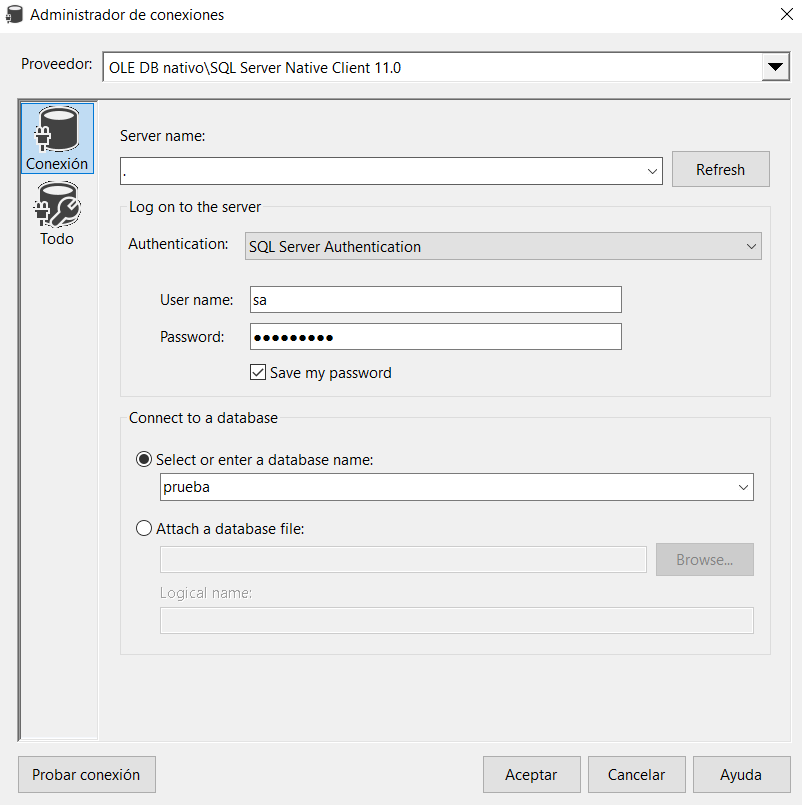 Administrador de conexiones
Proveedor: OLE DB nativo\SQL Server Native Client 11.0
Conexión
Todo
Server name:
. Refresh
Log on to the server
Authentication: SQL Server Authentication
User name: sa
Password: ●●●●●●●●●
Save my password
Connect to a database
Select or enter a database name:
prueba
Attach a database file:
Browse...
Logical name:
Probar conexión Aceptar Cancelar Ayuda